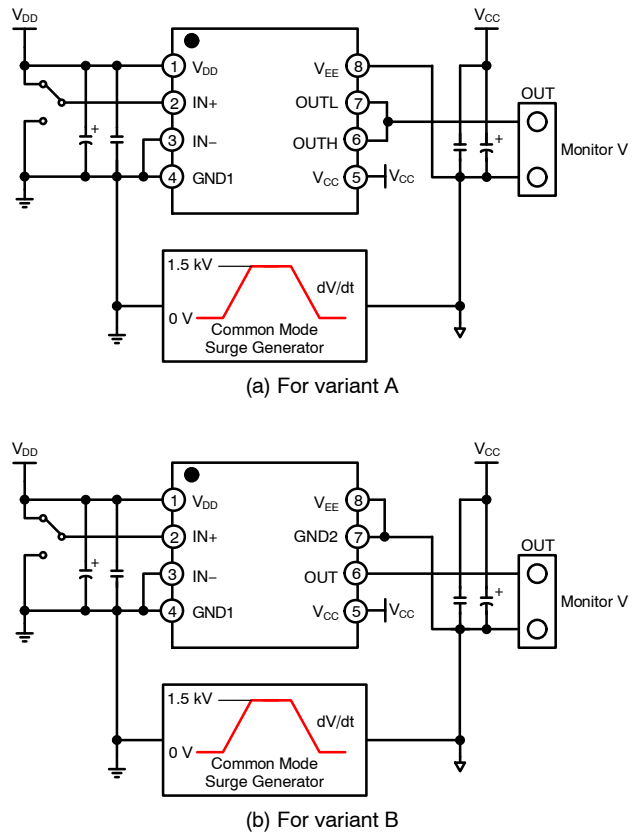 VDD
VCC
1 VDD
VEE 8
OUT
2 IN+
OUTL 7
+
+
Monitor V
3 IN−
OUTH 6
4 GND1
VCC 5 VCC
1.5 kV
dV/dt
0 V
Common Mode
Surge Generator
(a) For variant A
VDD
VCC
1 VDD
VEE 8
OUT
2 IN+
GND2 7
+
+
3 IN−
OUT 6
Monitor V
4 GND1
VCC 5 VCC
1.5 kV
dV/dt
0 V
Common Mode
Surge Generator
(b) For variant B